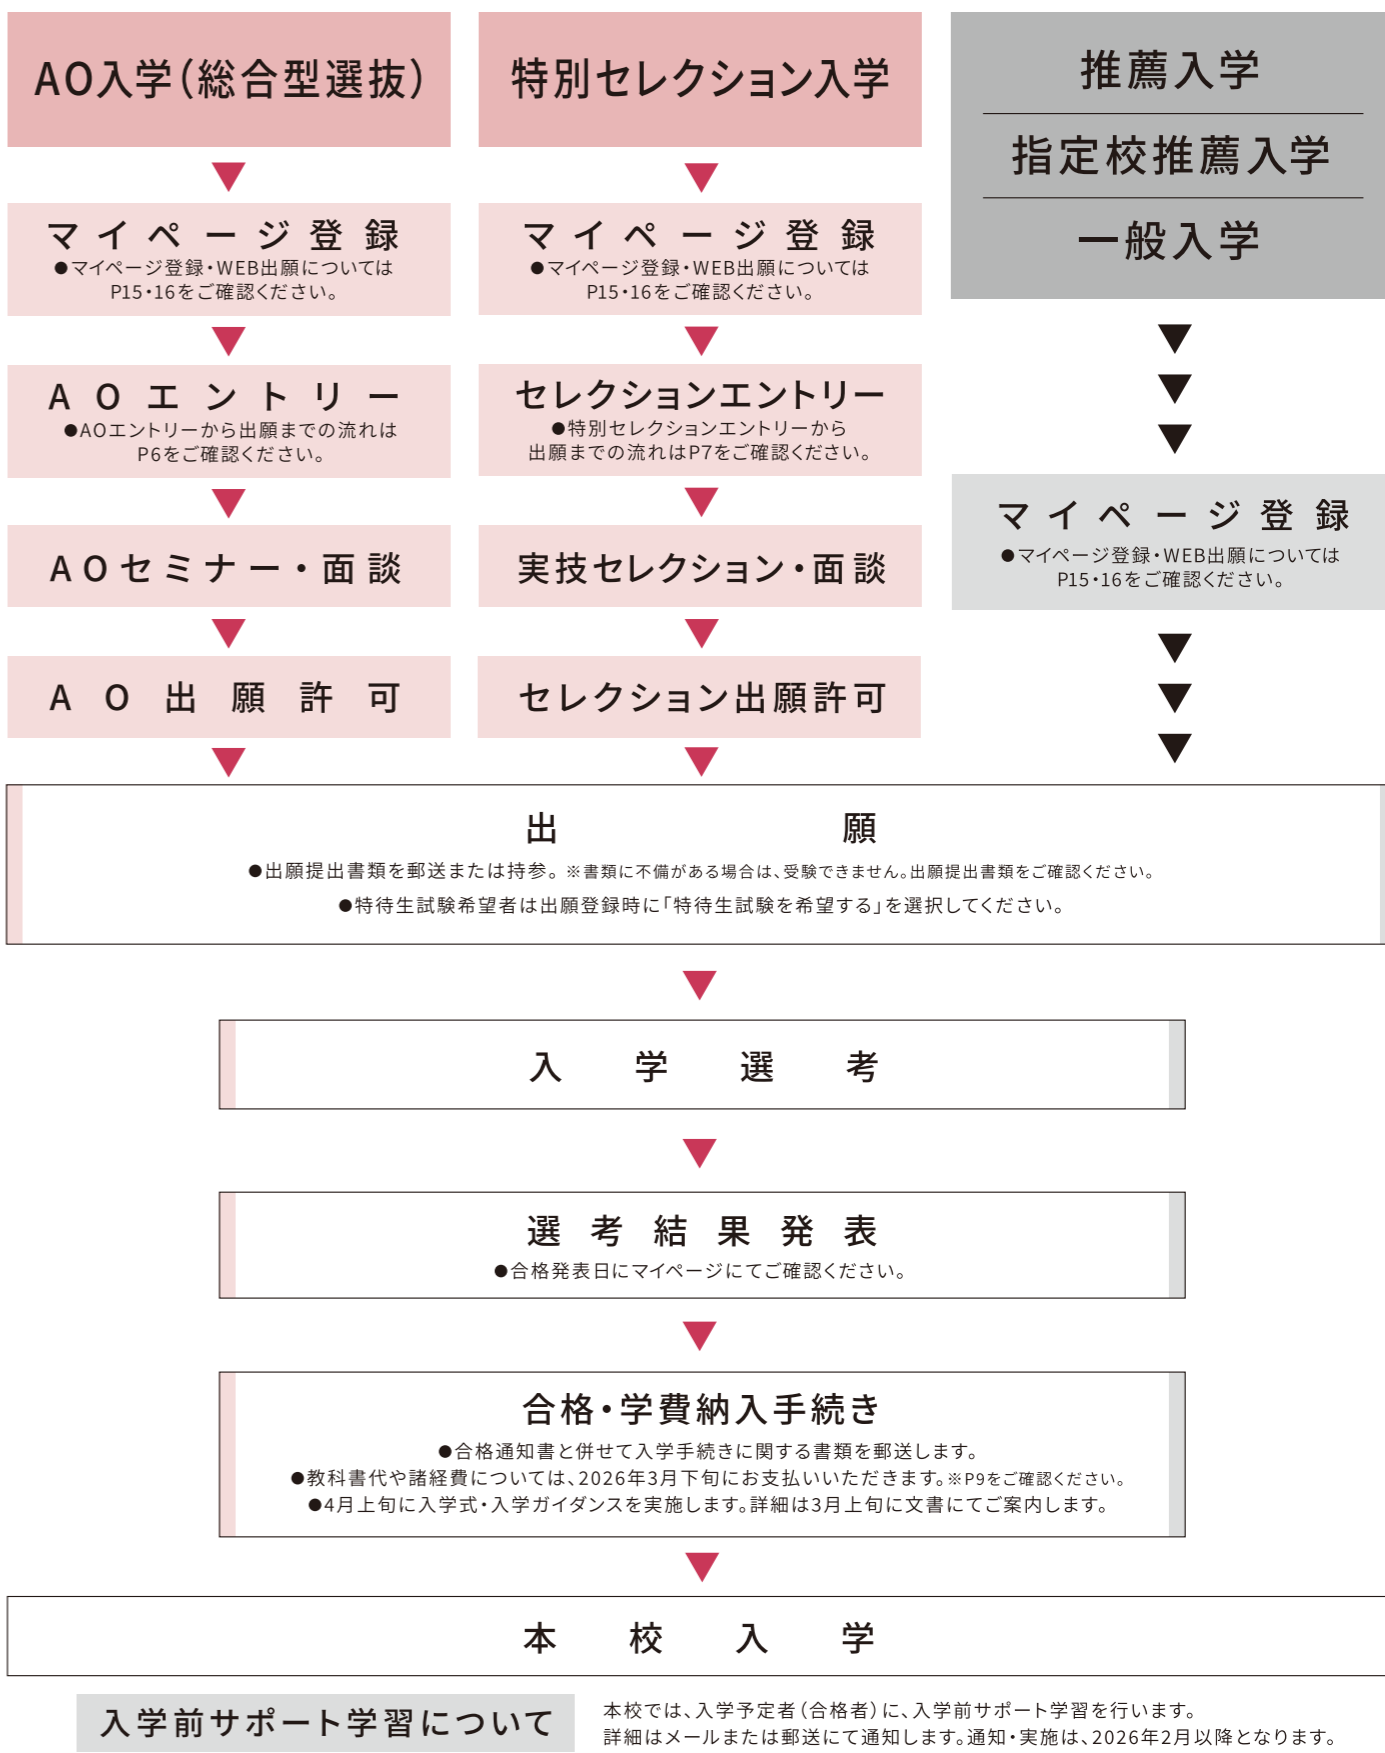 AO入学(総合型選抜)
マイページ登録
●マイページ登録・WEB出願については
P15・16をご確認ください。
AOエントリー
●AOエントリーから出願までの流れは
P6をご確認ください。
AOセミナー・面談
AO出願許可
特別セレクション入学
マイページ登録
●マイページ登録・WEB出願については
P15・16をご確認ください。
セレクションエントリー
●特別セレクションエントリーから
出願までの流れはP7をご確認ください。
実技セレクション・面談
セレクション出願許可
推薦入学
指定校推薦入学
一般入学
マイページ登録
●マイページ登録・WEB出願については
P15・16をご確認ください。
出願
●出願提出書類を郵送または持参。※書類に不備がある場合は、受験できません。出願提出書類をご確認ください。
●特待生試験希望者は出願登録時に「特待生試験を希望する」を選択してください。
入学選考
選考結果発表
●合格発表日にマイページにてご確認ください。
合格・学費納入手続き
●合格通知書と併せて入学手続きに関する書類を郵送します。
●教科書代や諸経費については、2026年3月下旬にお支払いいただきます。※P9をご確認ください。
●4月上旬に入学式・入学ガイダンスを実施します。詳細は3月上旬に文書にてご案内します。
本校入学
入学前サポート学習について
本校では、入学予定者(合格者)に、入学前サポート学習を行います。
詳細はメールまたは郵送にて通知します。通知・実施は、2026年2月以降となります。